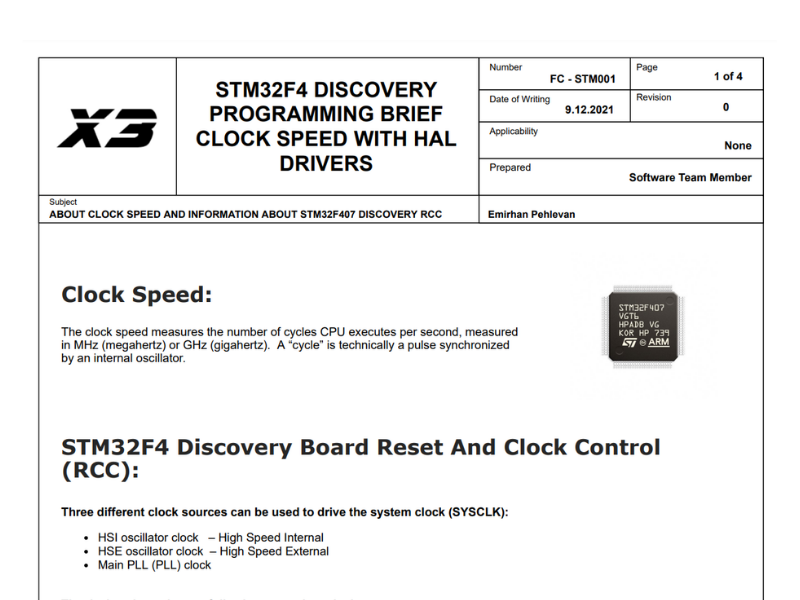 X3
STM32F4 DISCOVERY
PROGRAMMING BRIEF
CLOCK SPEED WITH HAL
DRIVERS
Number
FC - STM001
Page
1 of 4
Date of Writing
9.12.2021
Revision
0
Applicability
None
Prepared
Software Team Member
Subject
ABOUT CLOCK SPEED AND INFORMATION ABOUT STM32F407 DISCOVERY RCC
Emirhan Pehlevan
Clock Speed:
The clock speed measures the number of cycles CPU executes per second, measured
in MHz (megahertz) or GHz (gigahertz). A “cycle” is technically a pulse synchronized
by an internal oscillator.
STM32F407
VGT6
HPADB VG
KOR HP 739
ST ARM
STM32F4 Discovery Board Reset And Clock Control
(RCC):
Three different clock sources can be used to drive the system clock (SYSCLK):
• HSI oscillator clock – High Speed Internal
• HSE oscillator clock – High Speed External
• Main PLL (PLL) clock